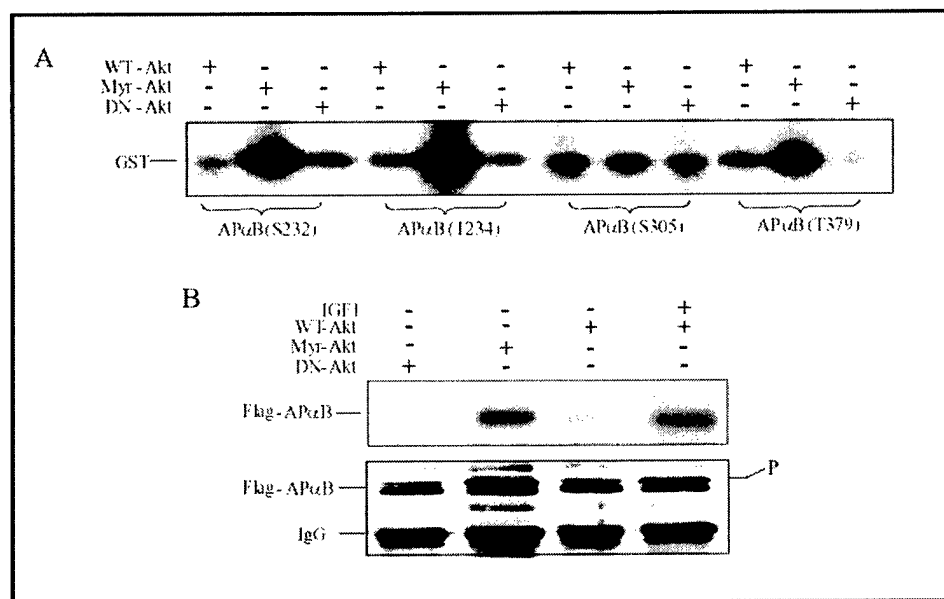 A
WT-Akt + - - + - - + - - + - -
Myr-Akt - + - - + - - + - - + -
DN-Akt - - + - - + - - + - - +
GST
APαB(S232) APαB(T234) APαB(S305) APαB(T379)
B
IGF1 - - - +
WT-Akt - - + +
Myr-Akt - + - -
DN-Akt + - - -
Flag-APαB
P
Flag-APαB
IgG